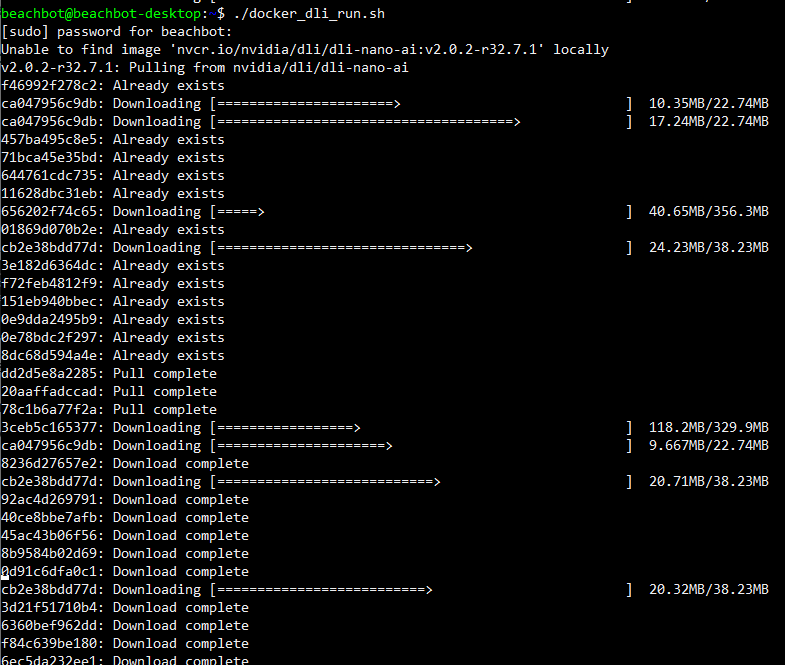 beachbot@beachbot-desktop:~$ ./docker_dli_run.sh
[sudo] password for beachbot:
Unable to find image 'nvcr.io/nvidia/dli/dli-nano-ai:v2.0.2-r32.7.1' locally
v2.0.2-r32.7.1: Pulling from nvidia/dli/dli-nano-ai
f46992f278c2: Already exists
ca047956c9db: Downloading [======================>                            ]  10.35MB/22.74MB
ca047956c9db: Downloading [=====================================>             ]  17.24MB/22.74MB
457ba495c8e5: Already exists
71bca45e35bd: Already exists
644761cdc735: Already exists
11628dbc31eb: Already exists
656202f74c65: Downloading [=====>                                             ]  40.65MB/356.3MB
01869d070b2e: Already exists
cb2e38bdd77d: Downloading [===============================>                   ]  24.23MB/38.23MB
3e182d6364dc: Already exists
f72feb4812f9: Already exists
151eb940bbec: Already exists
0e9dda2495b9: Already exists
0e78bdc2f297: Already exists
8dc68d594a4e: Already exists
dd2d5e8a2285: Pull complete
20aaffadccad: Pull complete
78c1b6a77f2a: Pull complete
3ceb5c165377: Downloading [=================>                                 ]  118.2MB/329.9MB
ca047956c9db: Downloading [=====================>                             ]  9.667MB/22.74MB
8236d27657e2: Download complete
cb2e38bdd77d: Downloading [===========================>                       ]  20.71MB/38.23MB
92ac4d269791: Download complete
40ce8bbe7afb: Download complete
45ac43b06f56: Download complete
8b9584b02d69: Download complete
0d91c6dfa0c1: Download complete
cb2e38bdd77d: Downloading [==========================>                        ]  20.32MB/38.23MB
3d21f51710b4: Download complete
6360bef962dd: Download complete
f84c639be180: Download complete
6ec5da232ee1: Download complete